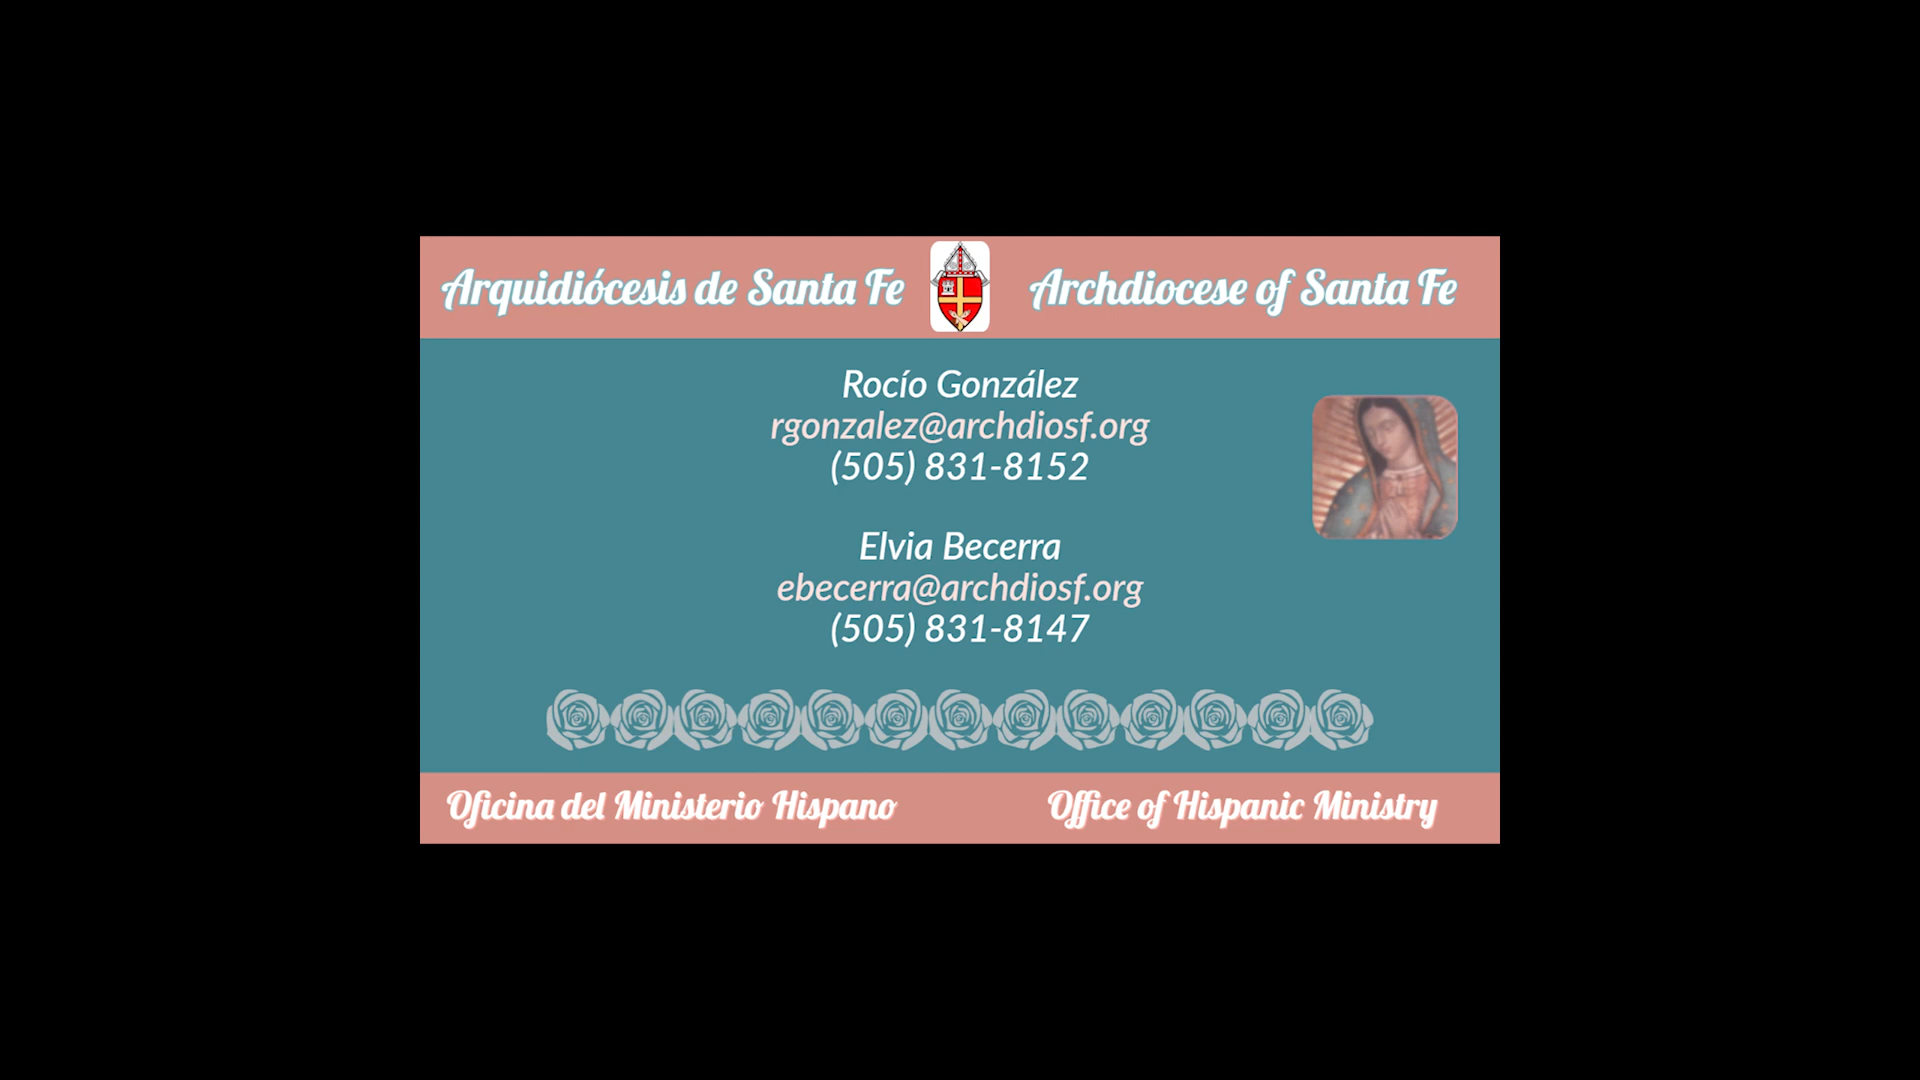 Arquidiócesis de Santa Fe
Archdiocese of Santa Fe
Rocío González
rgonzalez@archdiosf.org
(505) 831-8152
Elvia Becerra
ebecerra@archdiosf.org
(505) 831-8147
Oficina del Ministerio Hispano
Office of Hispanic Ministry